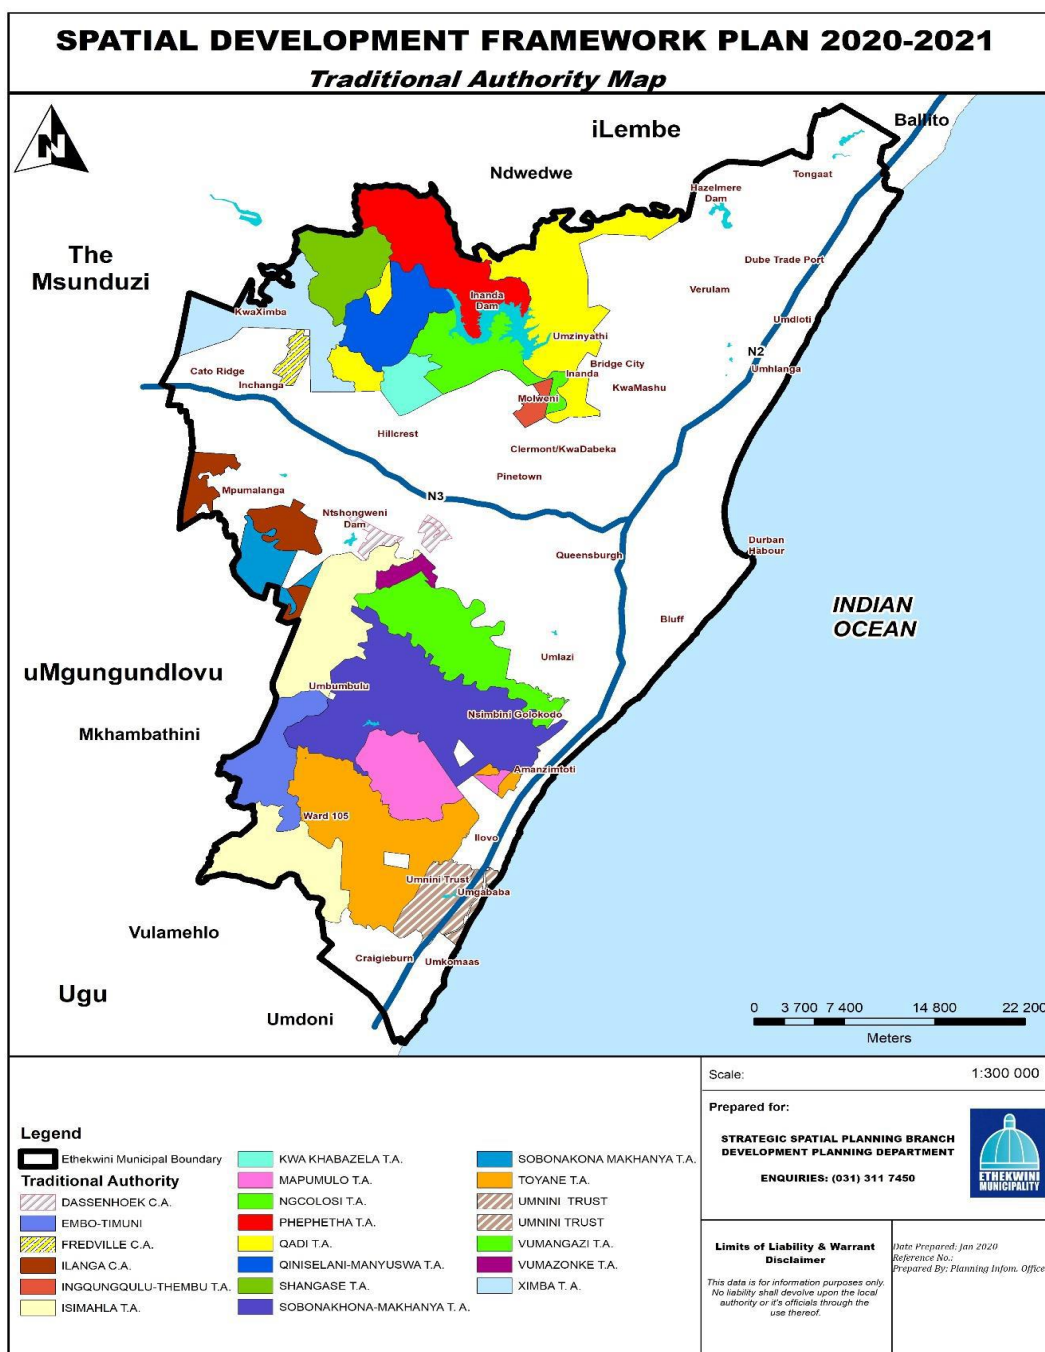 SPATIAL DEVELOPMENT FRAMEWORK PLAN 2020-2021
Traditional Authority Map
N
iLembe
Ballito
Ndwedwe
Tongaat
Hazelmere
Dam
The
Msunduzi
Dube Trade Port
Verulam
Inanda
Dam
KwaXimba
Umdloti
Umzinyathi
N2
Bridge City
Umhlanga
Cato Ridge
Inanda
Inchanga
KwaMashu
Molweni
Hillcrest
Clermont/KwaDabeka
Pinetown
Mpumalanga
N3
Ntshongweni
Dam
Durban
Habour
Queensburgh
INDIAN
OCEAN
Bluff
Umlazi
uMgungundlovu
Umbumbulu
Nsimbini Golokodo
Mkhambathini
Amanzimtoti
Ward 105
Ilovo
Umnini Trust
Umgababa
Vulamehlo
Craigieburn
Umkomaas
Ugu
Umdoni
0 3 700 7 400 14 800 22 200
Meters
Legend
Ethekwini Municipal Boundary
Traditional Authority
DASSENHOEK C.A.
EMBO-TIMUNI
FREDVILLE C.A.
ILANGA C.A.
INGQUNGQULU-THEMBU T.A.
ISIMAHLA T.A.
KWA KHABAZELA T.A.
MAPUMULO T.A.
NGCOLOSI T.A.
PHEPHETHA T.A.
QADI T.A.
QINISELANI-MANYUSWA T.A.
SHANGASE T.A.
SOBONAKHONA-MAKHANYA T. A.
SOBONAKONA MAKHANYA T.A.
TOYANE T.A.
UMNINI TRUST
UMNINI TRUST
VUMANGAZI T.A.
VUMAZONKE T.A.
XIMBA T. A.
Scale: 1:300 000
Prepared for:
STRATEGIC SPATIAL PLANNING BRANCH
DEVELOPMENT PLANNING DEPARTMENT
ENQUIRIES: (031) 311 7450
ETHEKWINI
MUNICIPALITY
Limits of Liability & Warrant
Disclaimer
This data is for information purposes only.
No liability shall devolve upon the local
authority or it's officials through the
use thereof.
Date Prepared: Jan 2020
Reference No.:
Prepared By: Planning Infom. Office